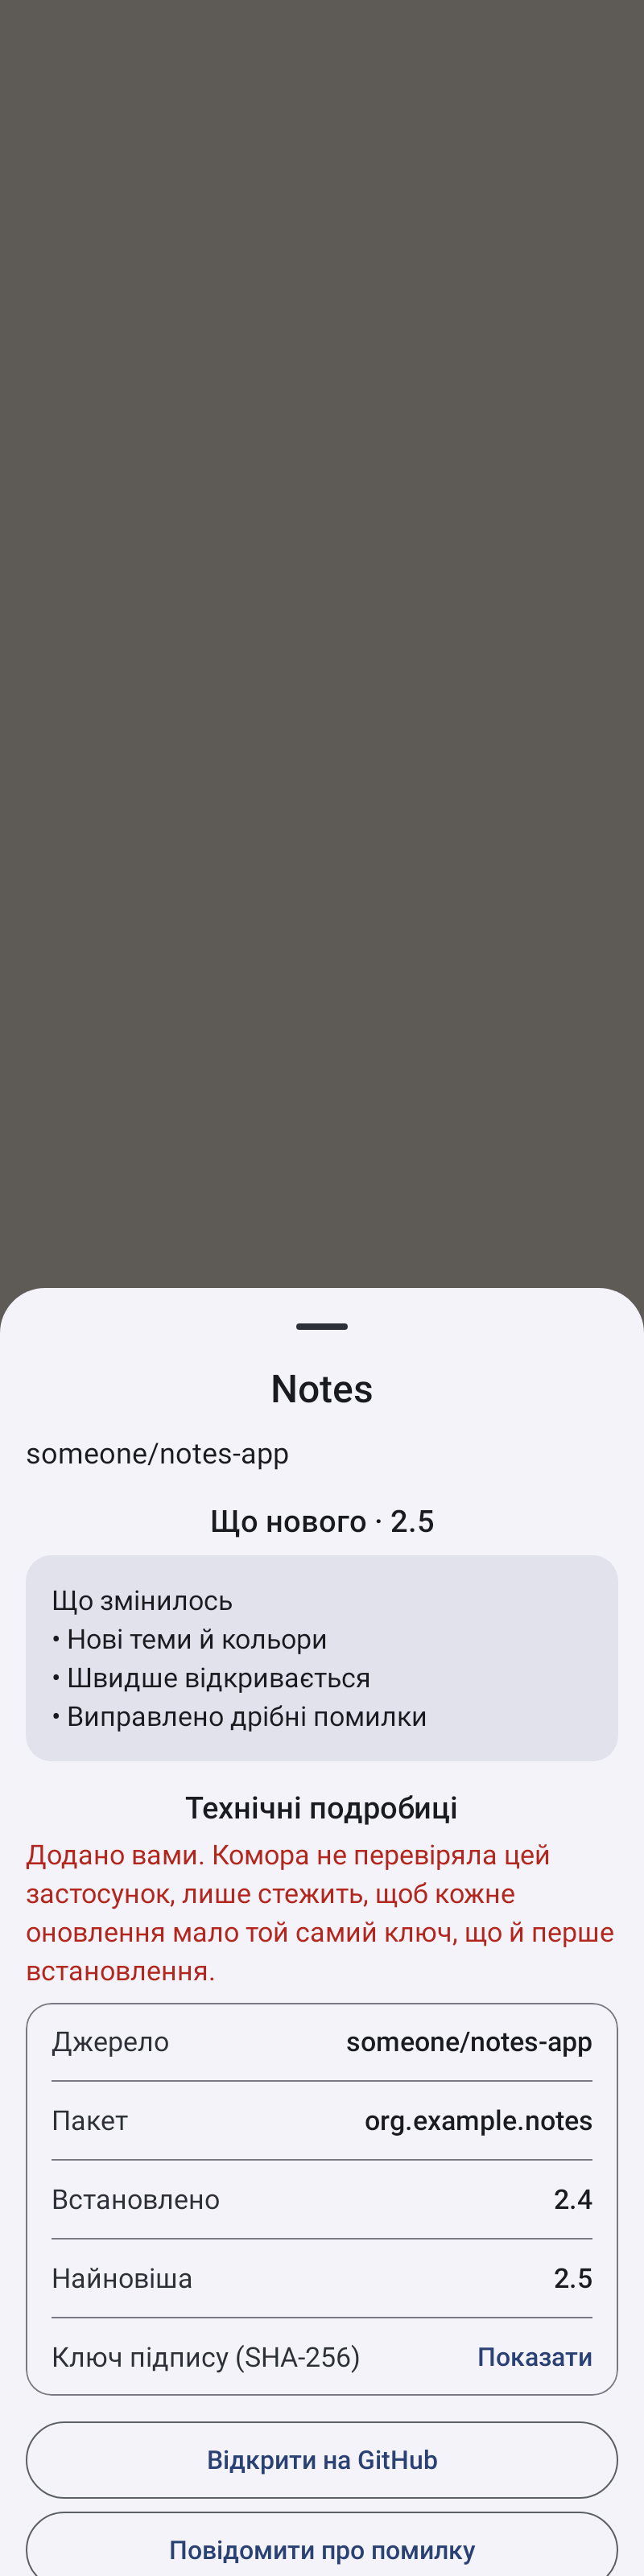 Notes
someone/notes-app
Що нового · 2.5
Що змінилось
• Нові теми й кольори
• Швидше відкривається
• Виправлено дрібні помилки
Технічні подробиці
Додано вами. Комора не перевіряла цей
застосунок, лише стежить, щоб кожне
оновлення мало той самий ключ, що й перше
встановлення.
Джерело someone/notes-app
Пакет org.example.notes
Встановлено 2.4
Найновіша 2.5
Ключ підпису (SHA-256) Показати
Відкрити на GitHub
Повідомити про помилку